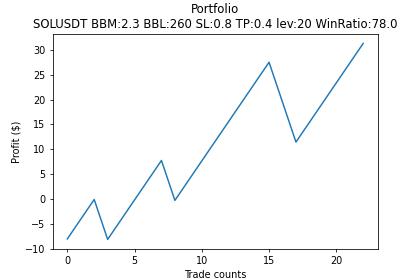 Portfolio
SOLUSDT BBM:2.3 BBL:260 SL:0.8 TP:0.4 lev:20 WinRatio:78.0
30
25
20
15
10
5
0
−5
−10
Profit ($)
0 5 10 15 20
Trade counts